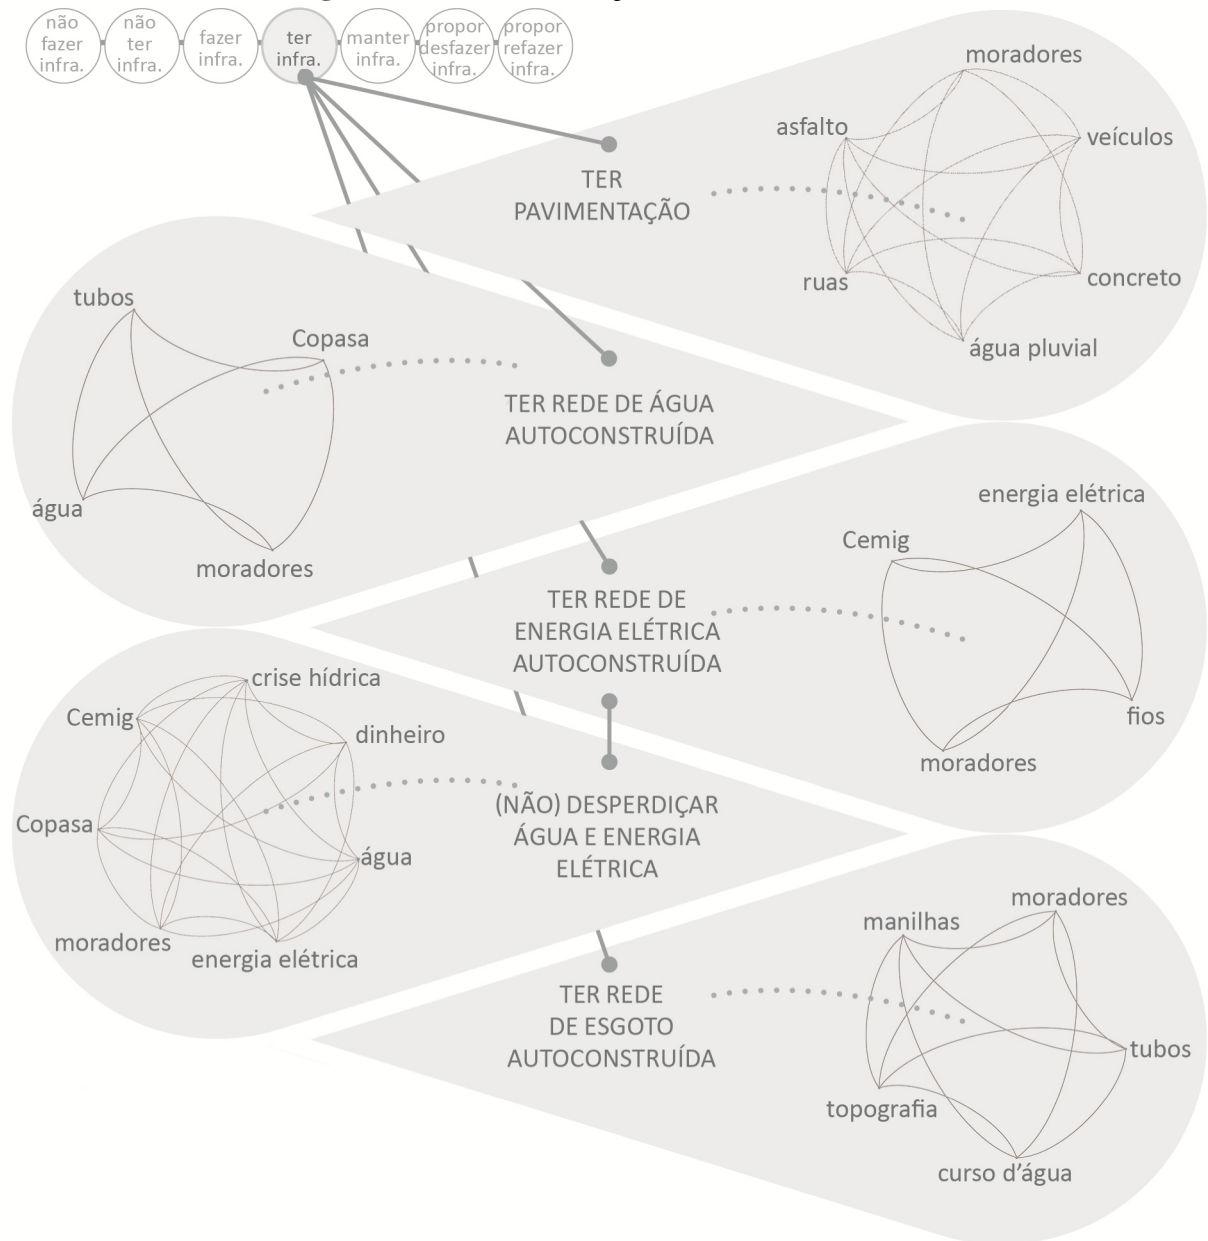 não
fazer
infra.
não
ter
infra.
fazer
infra.
ter
infra.
manter
infra.
propor
desfazer
infra.
propor
refazer
infra.
moradores
asfalto
veículos
TER
PAVIMENTAÇÃO
ruas
concreto
água pluvial
tubos
Copasa
TER REDE DE ÁGUA
AUTOCONSTRUÍDA
água
moradores
energia elétrica
Cemig
TER REDE DE
ENERGIA ELÉTRICA
AUTOCONSTRUÍDA
fios
moradores
crise hídrica
Cemig
dinheiro
(NÃO) DESPERDIÇAR
ÁGUA E ENERGIA
ELÉTRICA
Copasa
água
moradores
energia elétrica
moradores
manilhas
TER REDE
DE ESGOTO
AUTOCONSTRUÍDA
tubos
topografia
curso d’água